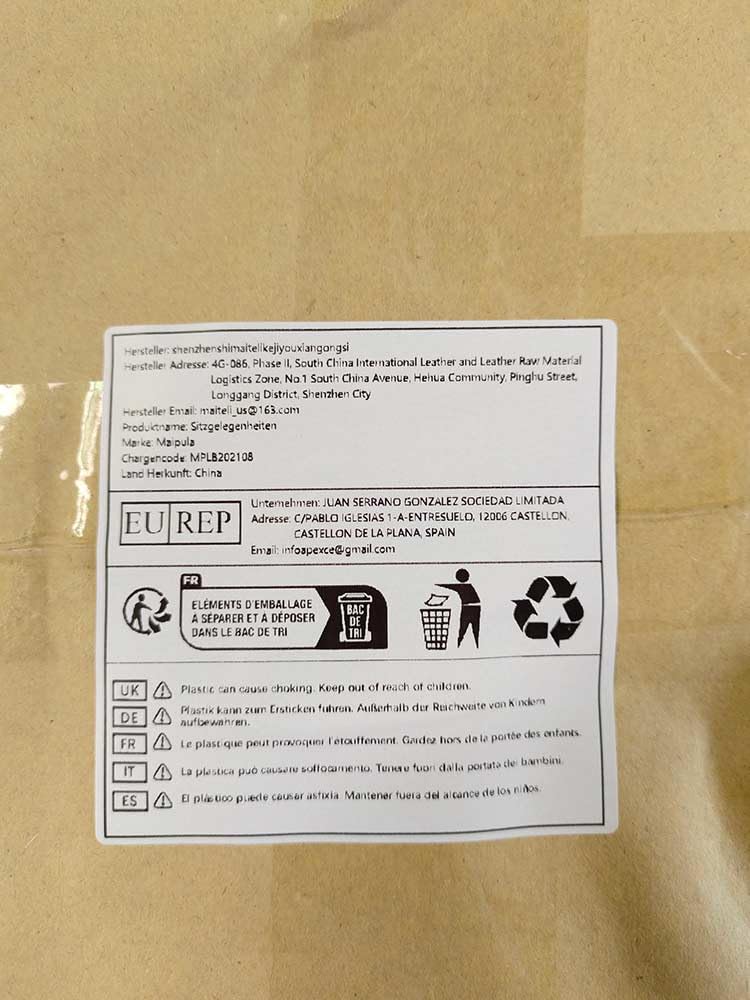 Hersteller: shenzhenshimaitelikejiyouxiangongsi
Hersteller Adresse: 4G-086, Phase II, South China International Leather and Leather Raw Material
Logistics Zone, No.1 South China Avenue, Hehua Community, Pinghu Street,
Longgang District, Shenzhen City
Hersteller Email: maiteli_us@163.com
Produktname: Sitzgelegenheiten
Marke: Maipula
Chargencode: MPLB202108
Land Herkunft: China
EU REP
Unternehmen: JUAN SERRANO GONZALEZ SOCIEDAD LIMITADA
Adresse: C/PABLO IGLESIAS 1-A-ENTRESUELO, 12006 CASTELLON,
CASTELLON DE LA PLANA, SPAIN
Email: infoapexce@gmail.com
FR
ELÉMENTS D'EMBALLAGE
À SÉPARER ET À DÉPOSER
DANS LE BAC DE TRI
BAC
DE
TRI
UK Plastic can cause choking. Keep out of reach of children.
DE Plastik kann zum Ersticken fuhren. Außerhalb der Reichweite von Kindern
aufbewahren.
FR Le plastique peut provoquer l'étouffement. Gardez hors de la portée des enfants.
IT La plastica può causare soffocamento. Tenere fuori dalla portata dei bambini.
ES El plástico puede causar asfixia. Mantener fuera del alcance de los niños.